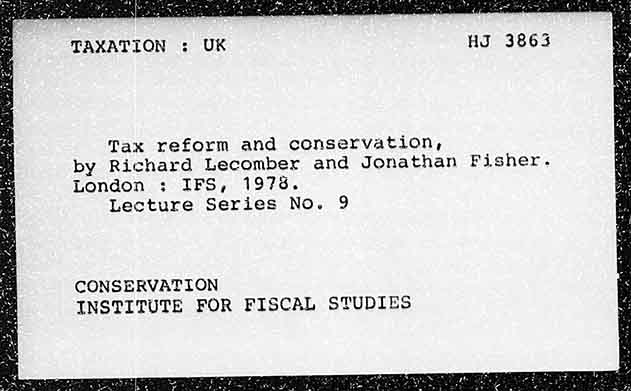 TAXATION : UK HJ 3863
Tax reform and conservation,
by Richard Lecomber and Jonathan Fisher.
London : IFS, 1978.
Lecture Series No. 9
CONSERVATION
INSTITUTE FOR FISCAL STUDIES